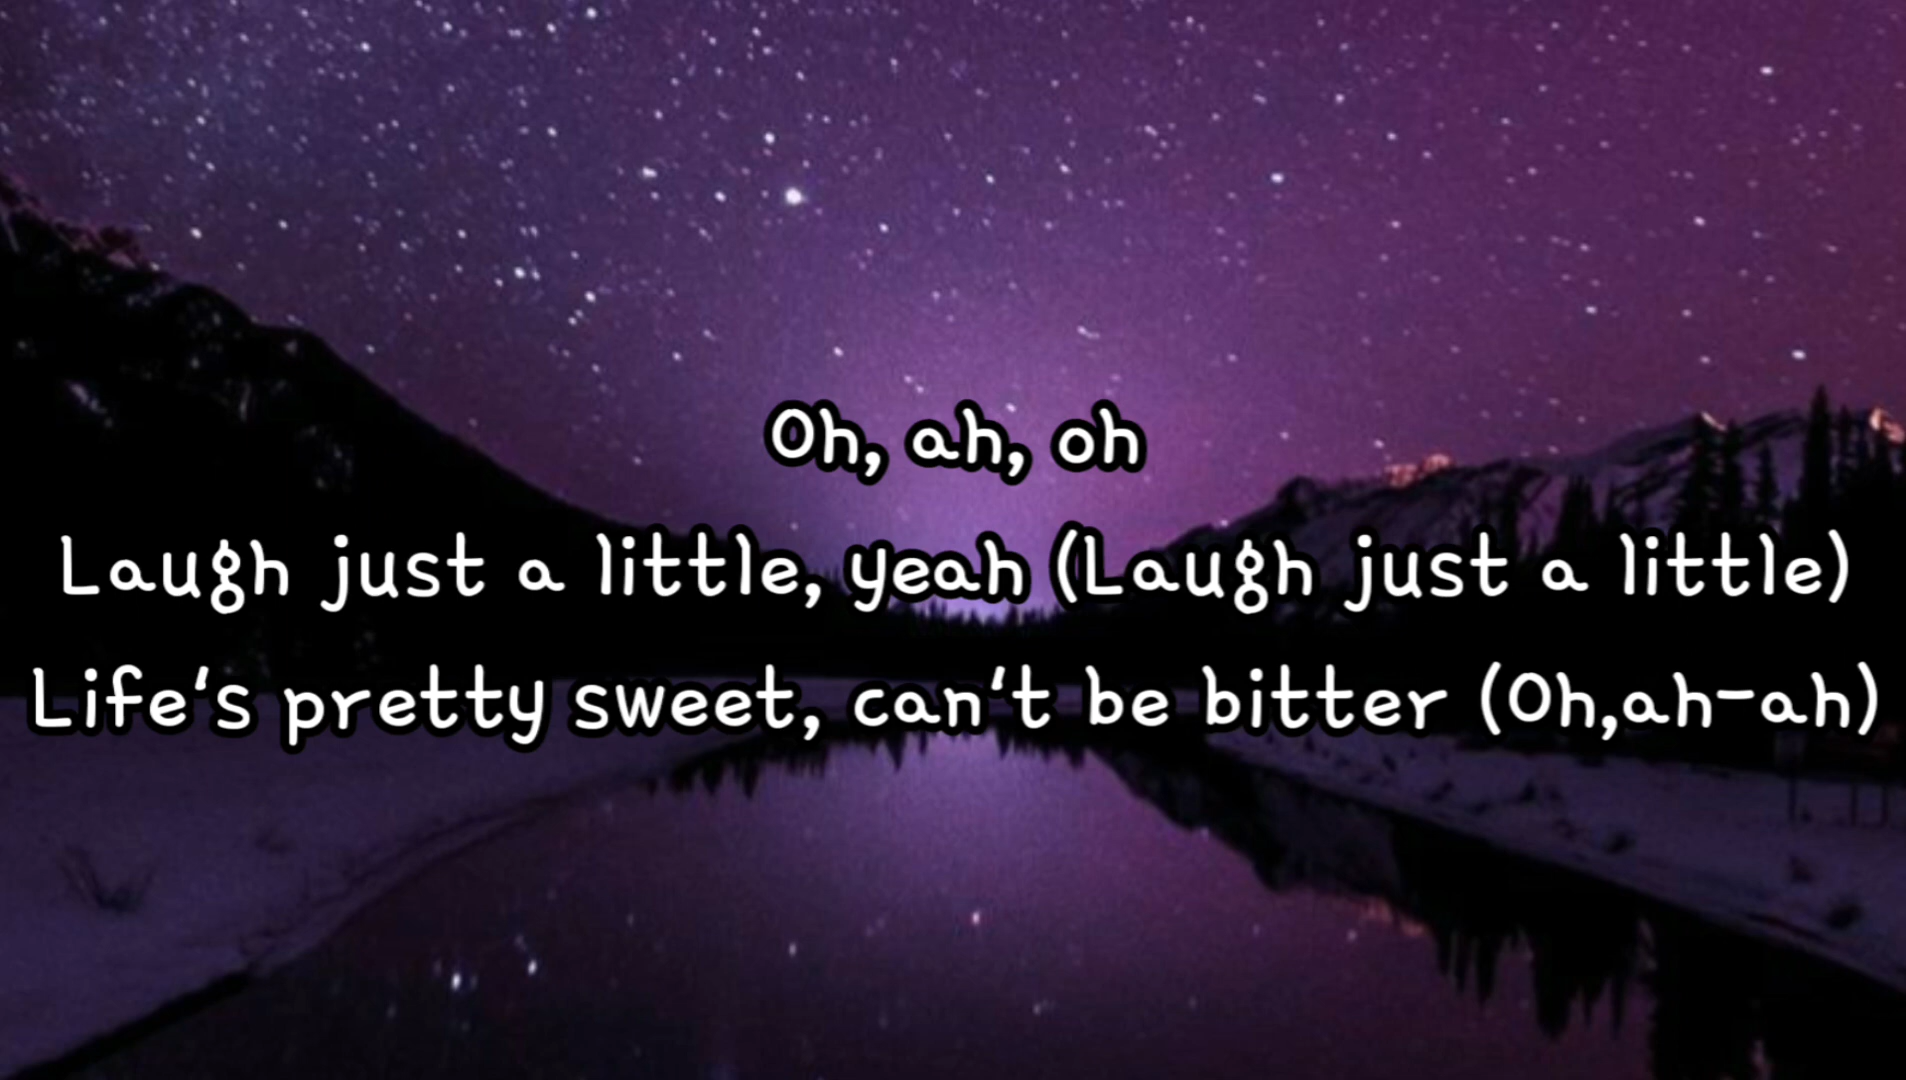 Oh, ah, oh
Laugh just a little, yeah (Laugh just a little)
Life's pretty sweet, can't be bitter (Oh,ah-ah)